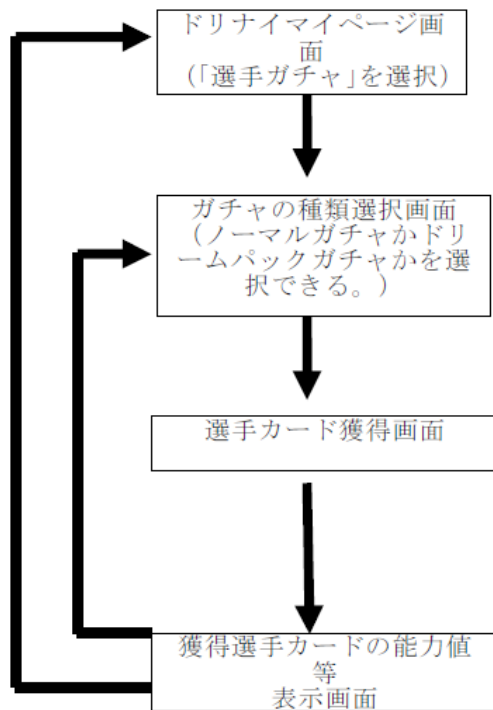 ドリナイマイページ画
面
(「選手ガチャ」を選択)
ガチャの種類選択画面
(ノーマルガチャかドリ
ームパックガチャかを選
択できる。)
選手カード獲得画面
獲得選手カードの能力値
等
表示画面